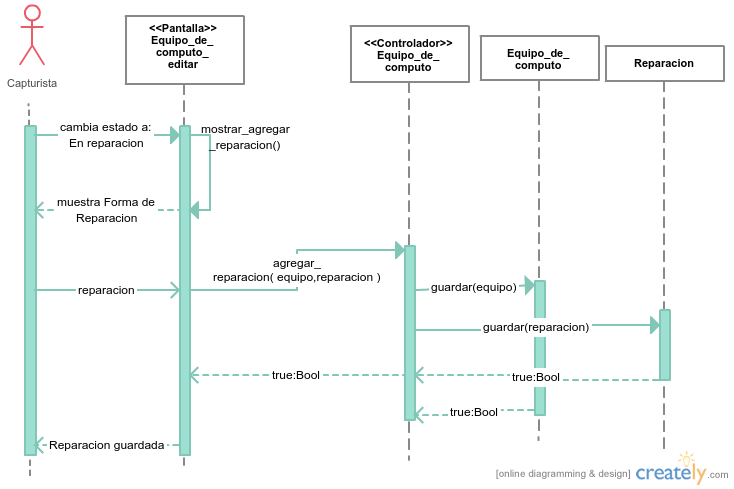 <<Pantalla>>
Equipo_de_
computo_
editar
<<Controlador>>
Equipo_de_
computo
Equipo_de_
computo
Reparacion
Capturista
cambia estado a:
En reparacion
mostrar_agregar
_reparacion()
muestra Forma de
Reparacion
agregar_
reparacion( equipo,reparacion )
reparacion
guardar(equipo)
guardar(reparacion)
true:Bool
true:Bool
true:Bool
Reparacion guardada
[online diagramming & design] creately.com